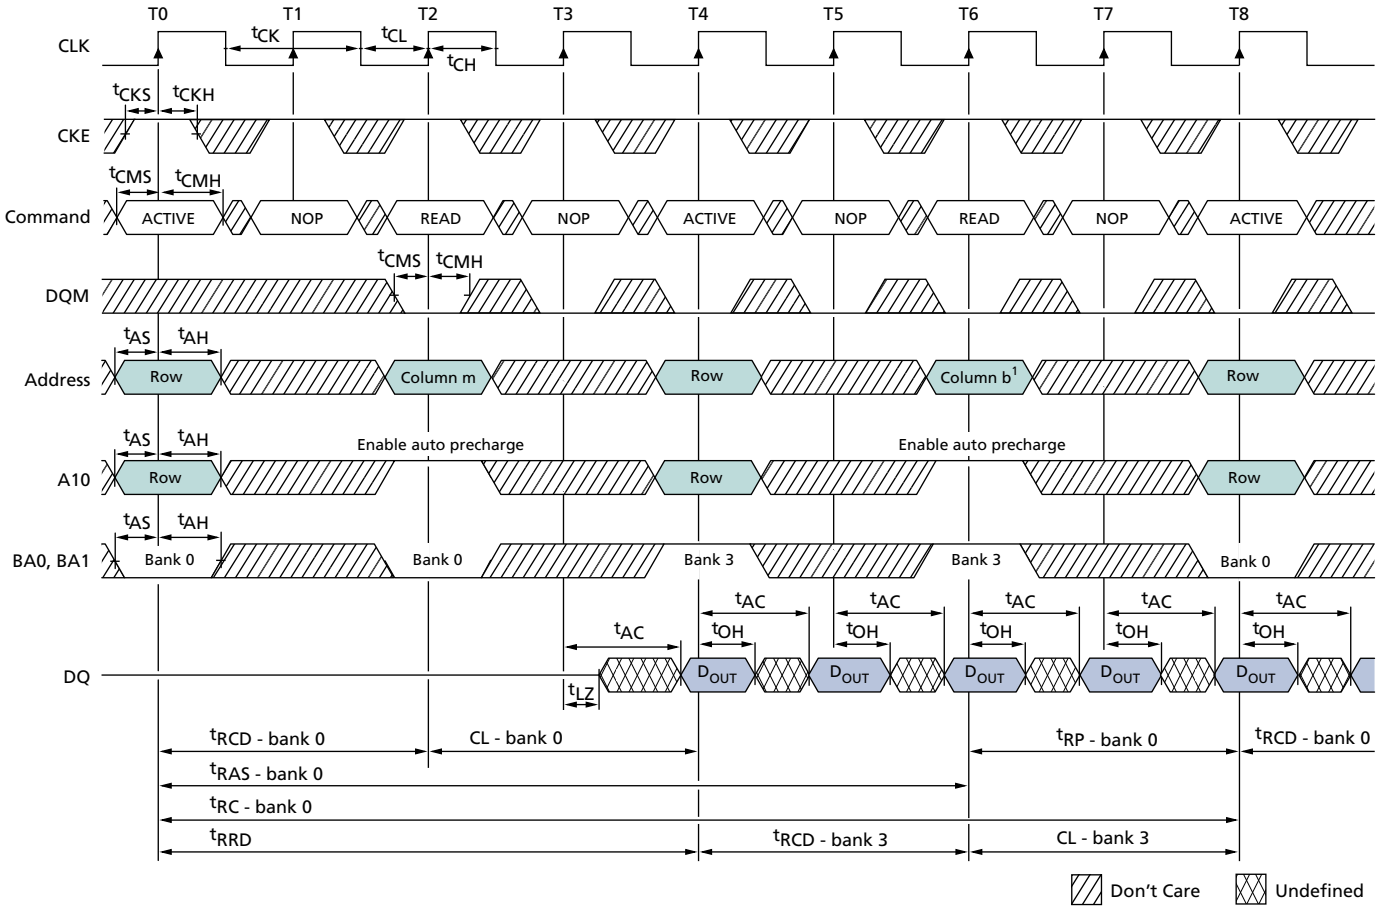 T0 T1 T2 T3 T4 T5 T6 T7 T8
CLK tCK tCL tCH
tCKS tCKH
CKE
tCMS tCMH
Command ACTIVE NOP READ NOP ACTIVE NOP READ NOP ACTIVE
tCMS tCMH
DQM
tAS tAH
Address Row Column m Row Column b1 Row
tAS tAH Enable auto precharge Enable auto precharge
A10 Row Row Row
tAS tAH
BA0, BA1 Bank 0 Bank 0 Bank 3 Bank 3 Bank 0
tAC tAC tAC tAC tAC
tAC tOH tOH tOH tOH tOH
DQ DOUT DOUT DOUT DOUT DOUT
tLZ
tRCD - bank 0 CL - bank 0 tRP - bank 0 tRCD - bank 0
tRAS - bank 0
tRC - bank 0
tRRD tRCD - bank 3 CL - bank 3
Don't Care Undefined